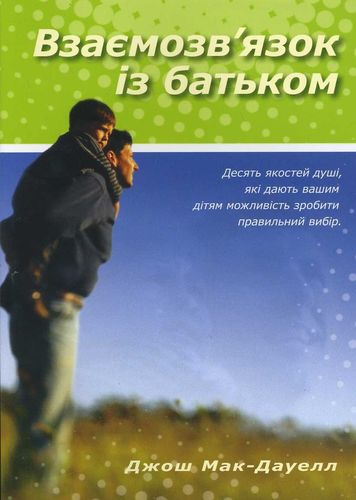 Взаємозв'язок
із батьком
Десять якостей душі,
які дають вашим
дітям можливість зробити
правильний вибір.
Джош Мак-Дауелл